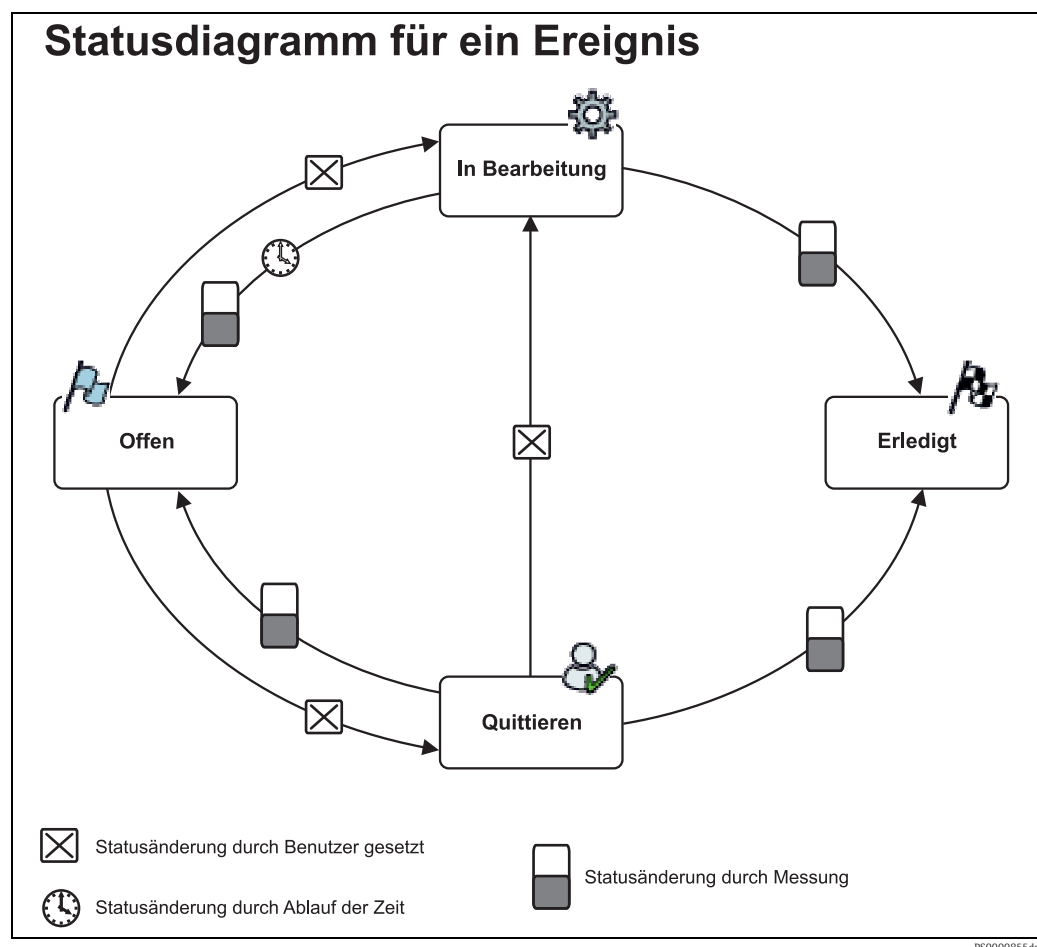 Statusdiagramm für ein Ereignis
In Bearbeitung
Offen
Erledigt
Quittieren
Statusänderung durch Benutzer gesetzt
Statusänderung durch Messung
Statusänderung durch Ablauf der Zeit